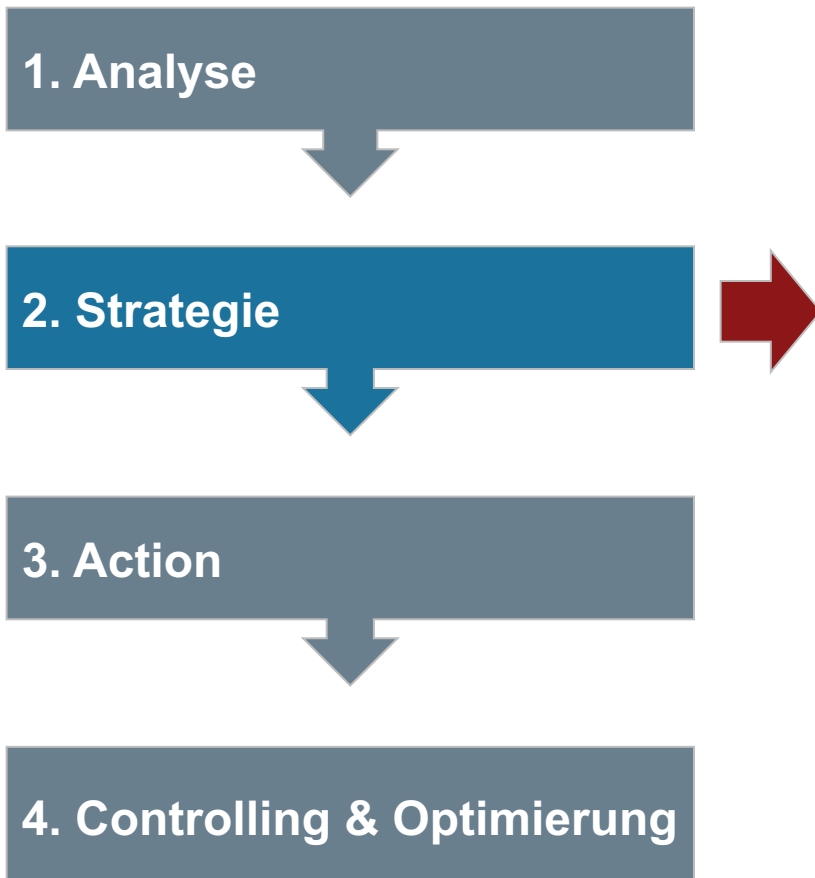 1. Analyse
2. Strategie
3. Action
4. Controlling & Optimierung